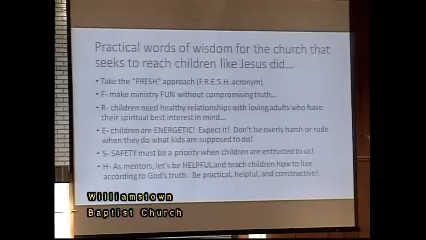 Practical words of wisdom for the church that
seeks to reach children like Jesus did...
• Take the "FRESH" approach (F.R.E.S.H. acronym)
• F- make ministry FUN without compromising truth...
• R- children need healthy relationships with loving adults who have
their spiritual best interest in mind...
• E- children are ENERGETIC! Expect it! Don't be overly harsh or rude
when they do what kids are supposed to do!
• S- SAFETY must be a priority when children are entrusted to us!
• H- As mentors, let's be HELPFUL and teach children how to live
according to God's truth. Be practical, helpful, and constructive!
Williamstown
Baptist Church